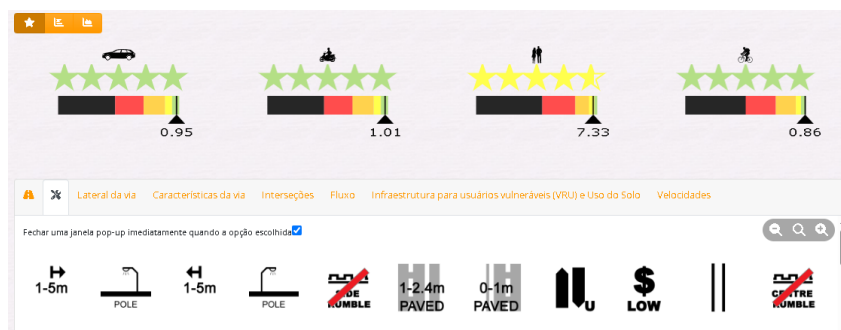 0.95 1.01 7.33 0.86
Lateral da via Características da via Interseções Fluxo Infraestrutura para usuários vulneráveis (VRU) e Uso do Solo Velocidades
Fechar uma janela pop-up imediatamente quando a opção escolhida
1-5m POLE 1-5m POLE SIDE RUMBLE 1-2.4m PAVED 0-1m PAVED U $ LOW CENTRE RUMBLE